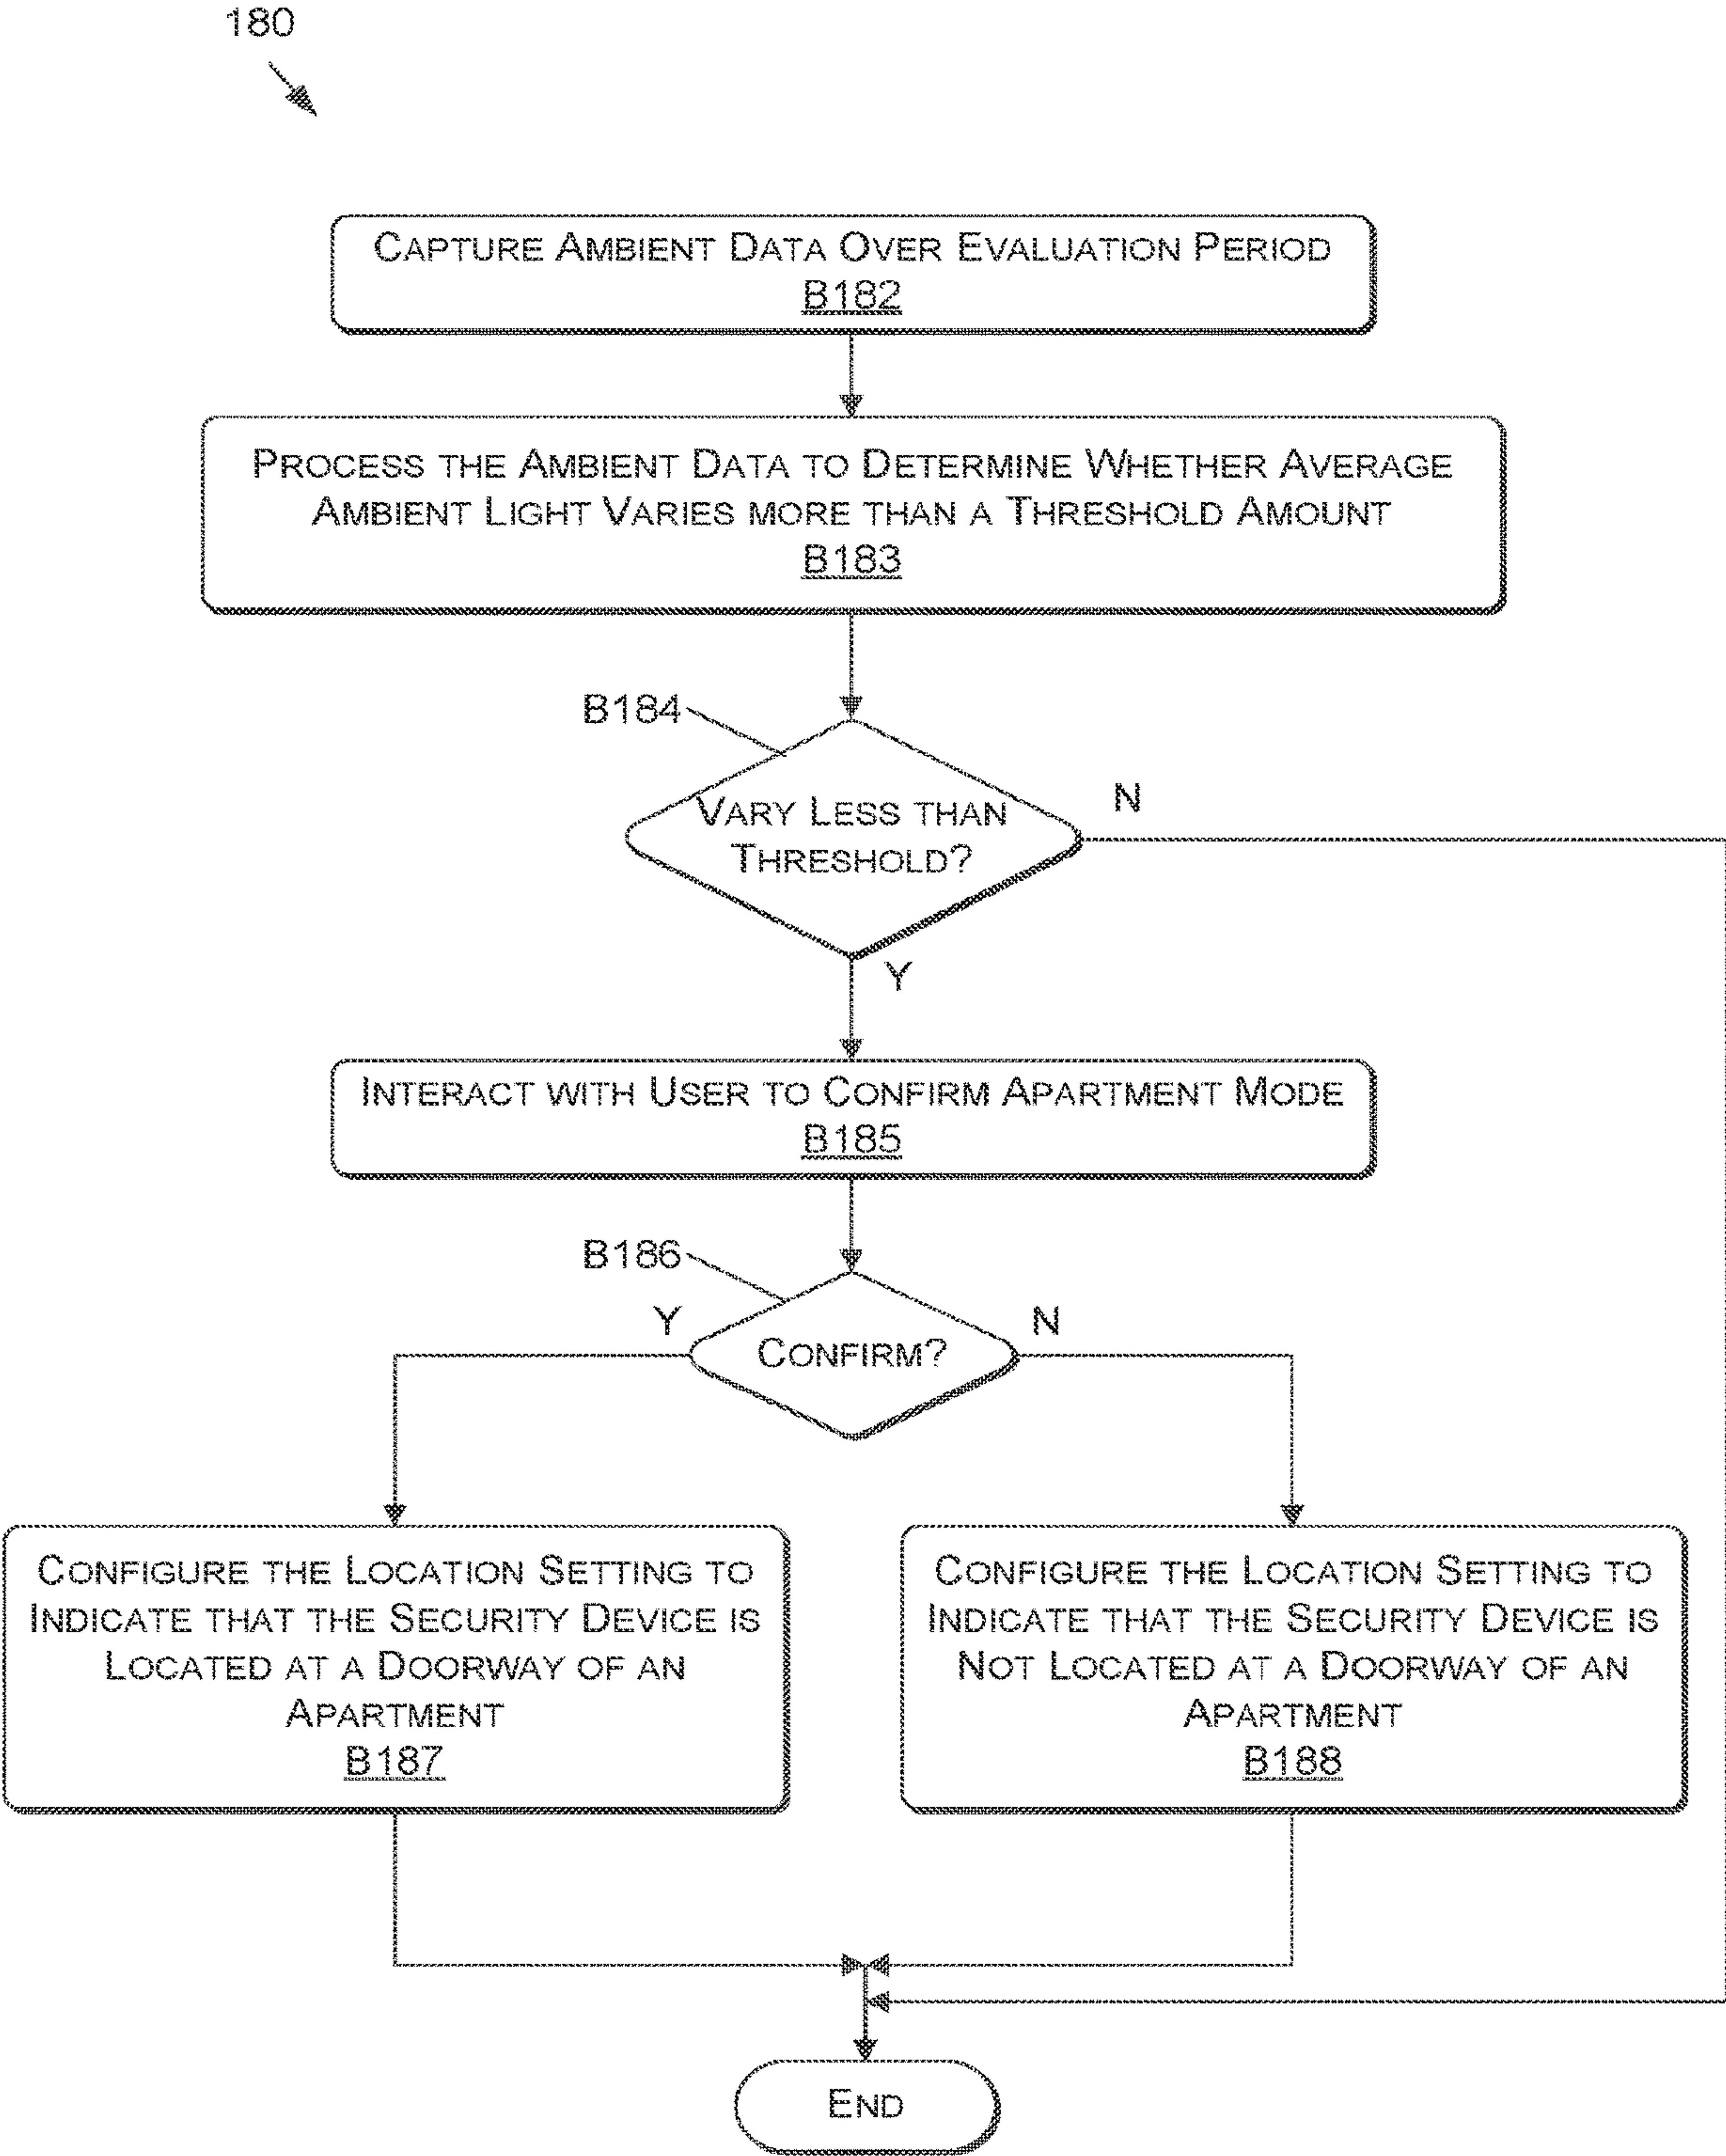 180
CAPTURE AMBIENT DATA OVER EVALUATION PERIOD
B182
PROCESS THE AMBIENT DATA TO DETERMINE WHETHER AVERAGE
AMBIENT LIGHT VARIES MORE THAN A THRESHOLD AMOUNT
B183
B184
VARY LESS THAN
THRESHOLD?
N
Y
INTERACT WITH USER TO CONFIRM APARTMENT MODE
B185
B186
Y
N
CONFIRM?
CONFIGURE THE LOCATION SETTING TO
INDICATE THAT THE SECURITY DEVICE IS
LOCATED AT A DOORWAY OF AN
APARTMENT
B187
CONFIGURE THE LOCATION SETTING TO
INDICATE THAT THE SECURITY DEVICE IS
NOT LOCATED AT A DOORWAY OF AN
APARTMENT
B188
END